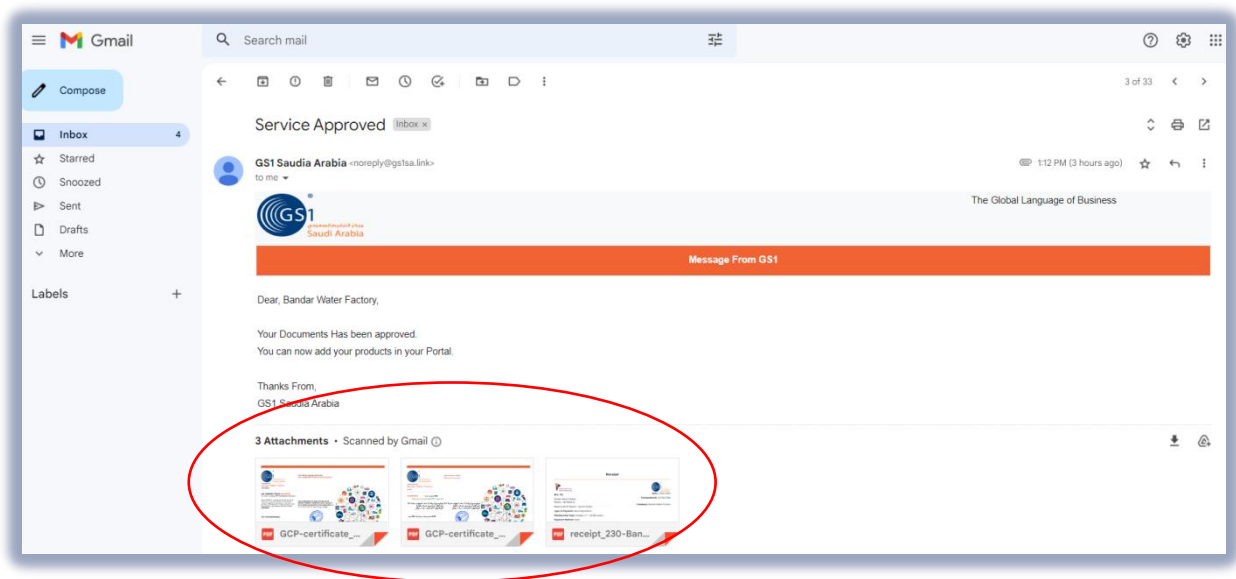 Gmail
Search mail
Compose
3 of 33
Inbox 4
Starred
Snoozed
Sent
Drafts
More
Labels
Service Approved Inbox ×
GS1 Saudia Arabia <noreply@gs1sa.link>
1:12 PM (3 hours ago)
to me
GS1
Saudi Arabia
The Global Language of Business
Message From GS1
Dear, Bandar Water Factory,
Your Documents Has been approved.
You can now add your products in your Portal.
Thanks From,
GS1 Saudia Arabia
3 Attachments • Scanned by Gmail
Receipt
PDF GCP-certificate_...
PDF GCP-certificate_...
PDF receipt_230-Ban...